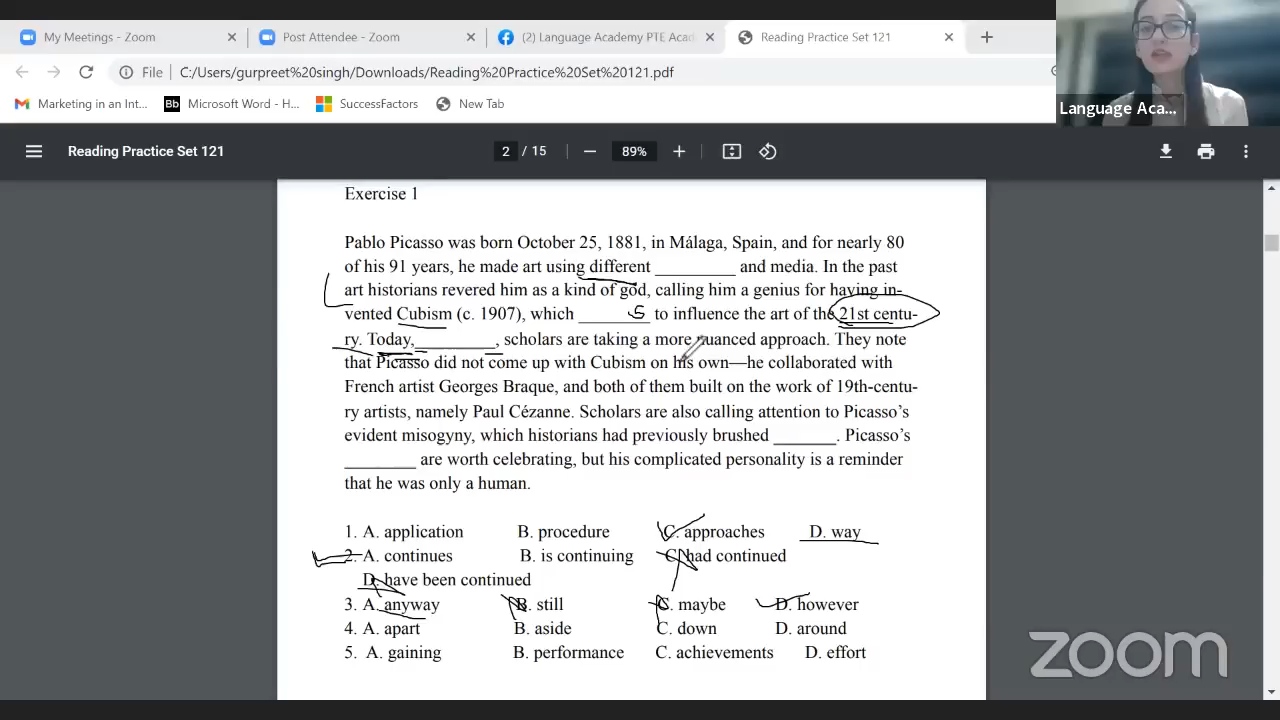 My Meetings - Zoom
Post Attendee - Zoom
(2) Language Academy PTE Acad
Reading Practice Set 121
File C:/Users/gurpreet%20singh/Downloads/Reading%20Practice%20Set%20121.pdf
Language Aca...
Marketing in an Int...
Bb Microsoft Word - H...
SuccessFactors
New Tab
Reading Practice Set 121
2 / 15
89%
Exercise 1
Pablo Picasso was born October 25, 1881, in Málaga, Spain, and for nearly 80
of his 91 years, he made art using different _________ and media. In the past
art historians revered him as a kind of god, calling him a genius for having in-
vented Cubism (c. 1907), which ________ s to influence the art of the 21st centu-
ry. Today,_________, scholars are taking a more nuanced approach. They note
that Picasso did not come up with Cubism on his own—he collaborated with
French artist Georges Braque, and both of them built on the work of 19th-centu-
ry artists, namely Paul Cézanne. Scholars are also calling attention to Picasso’s
evident misogyny, which historians had previously brushed _______. Picasso’s
________ are worth celebrating, but his complicated personality is a reminder
that he was only a human.
1. A. application B. procedure C. approaches D. way
2. A. continues B. is continuing C. had continued
D. have been continued
3. A. anyway B. still C. maybe D. however
4. A. apart B. aside C. down D. around
5. A. gaining B. performance C. achievements D. effort
zoom